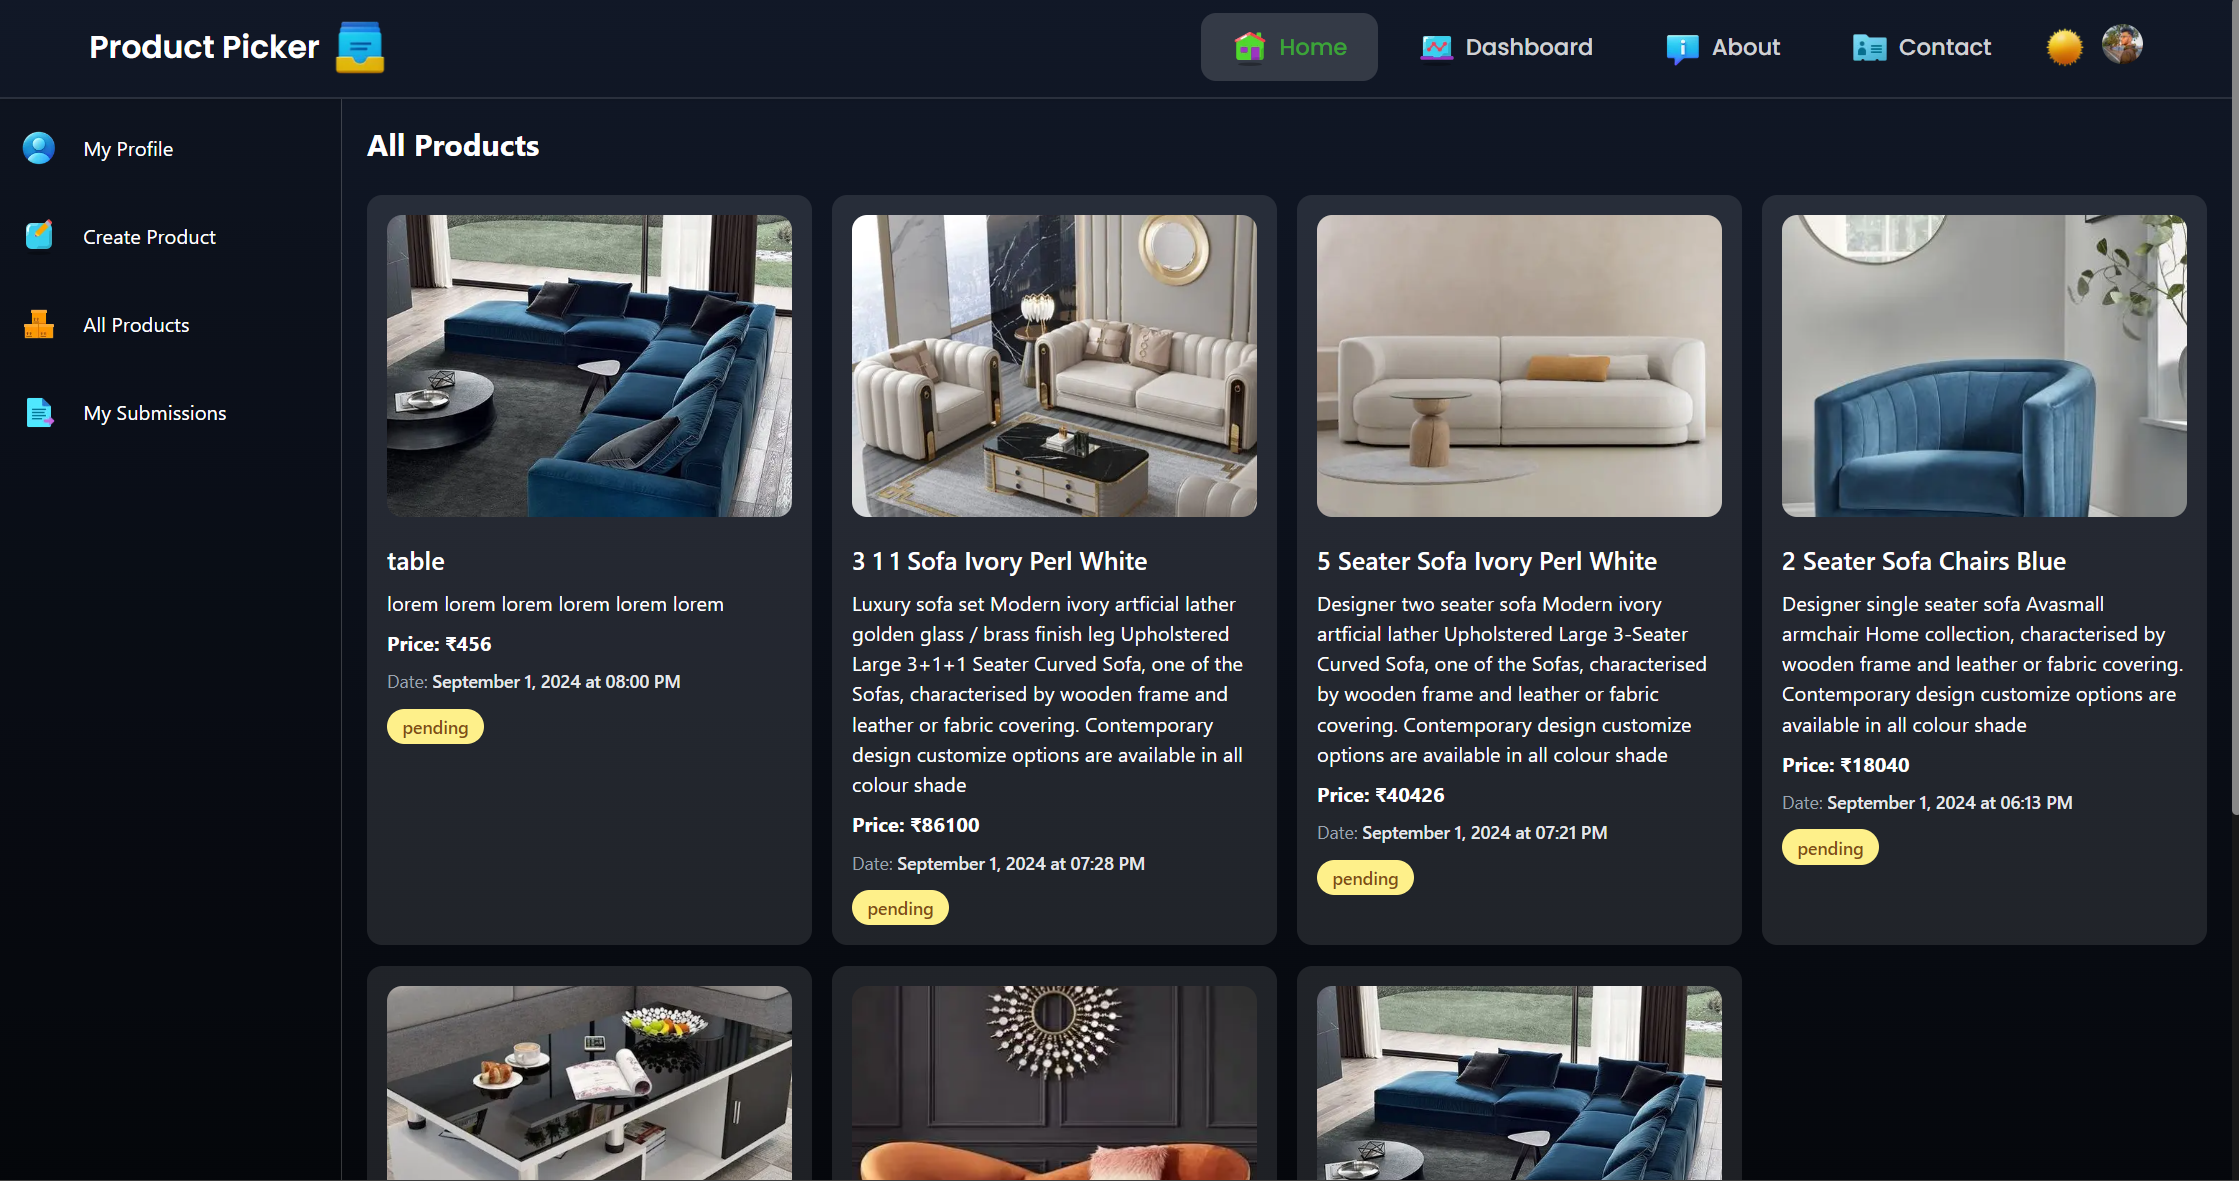 Product Picker
Home
Dashboard
About
Contact
My Profile
Create Product
All Products
My Submissions
All Products
table
lorem lorem lorem lorem lorem lorem
Price: ₹456
Date: September 1, 2024 at 08:00 PM
pending
3 1 1 Sofa Ivory Perl White
Luxury sofa set Modern ivory artficial lather
golden glass / brass finish leg Upholstered
Large 3+1+1 Seater Curved Sofa, one of the
Sofas, characterised by wooden frame and
leather or fabric covering. Contemporary
design customize options are available in all
colour shade
Price: ₹86100
Date: September 1, 2024 at 07:28 PM
pending
5 Seater Sofa Ivory Perl White
Designer two seater sofa Modern ivory
artficial lather Upholstered Large 3-Seater
Curved Sofa, one of the Sofas, characterised
by wooden frame and leather or fabric
covering. Contemporary design customize
options are available in all colour shade
Price: ₹40426
Date: September 1, 2024 at 07:21 PM
pending
2 Seater Sofa Chairs Blue
Designer single seater sofa Avasmall
armchair Home collection, characterised by
wooden frame and leather or fabric covering.
Contemporary design customize options are
available in all colour shade
Price: ₹18040
Date: September 1, 2024 at 06:13 PM
pending